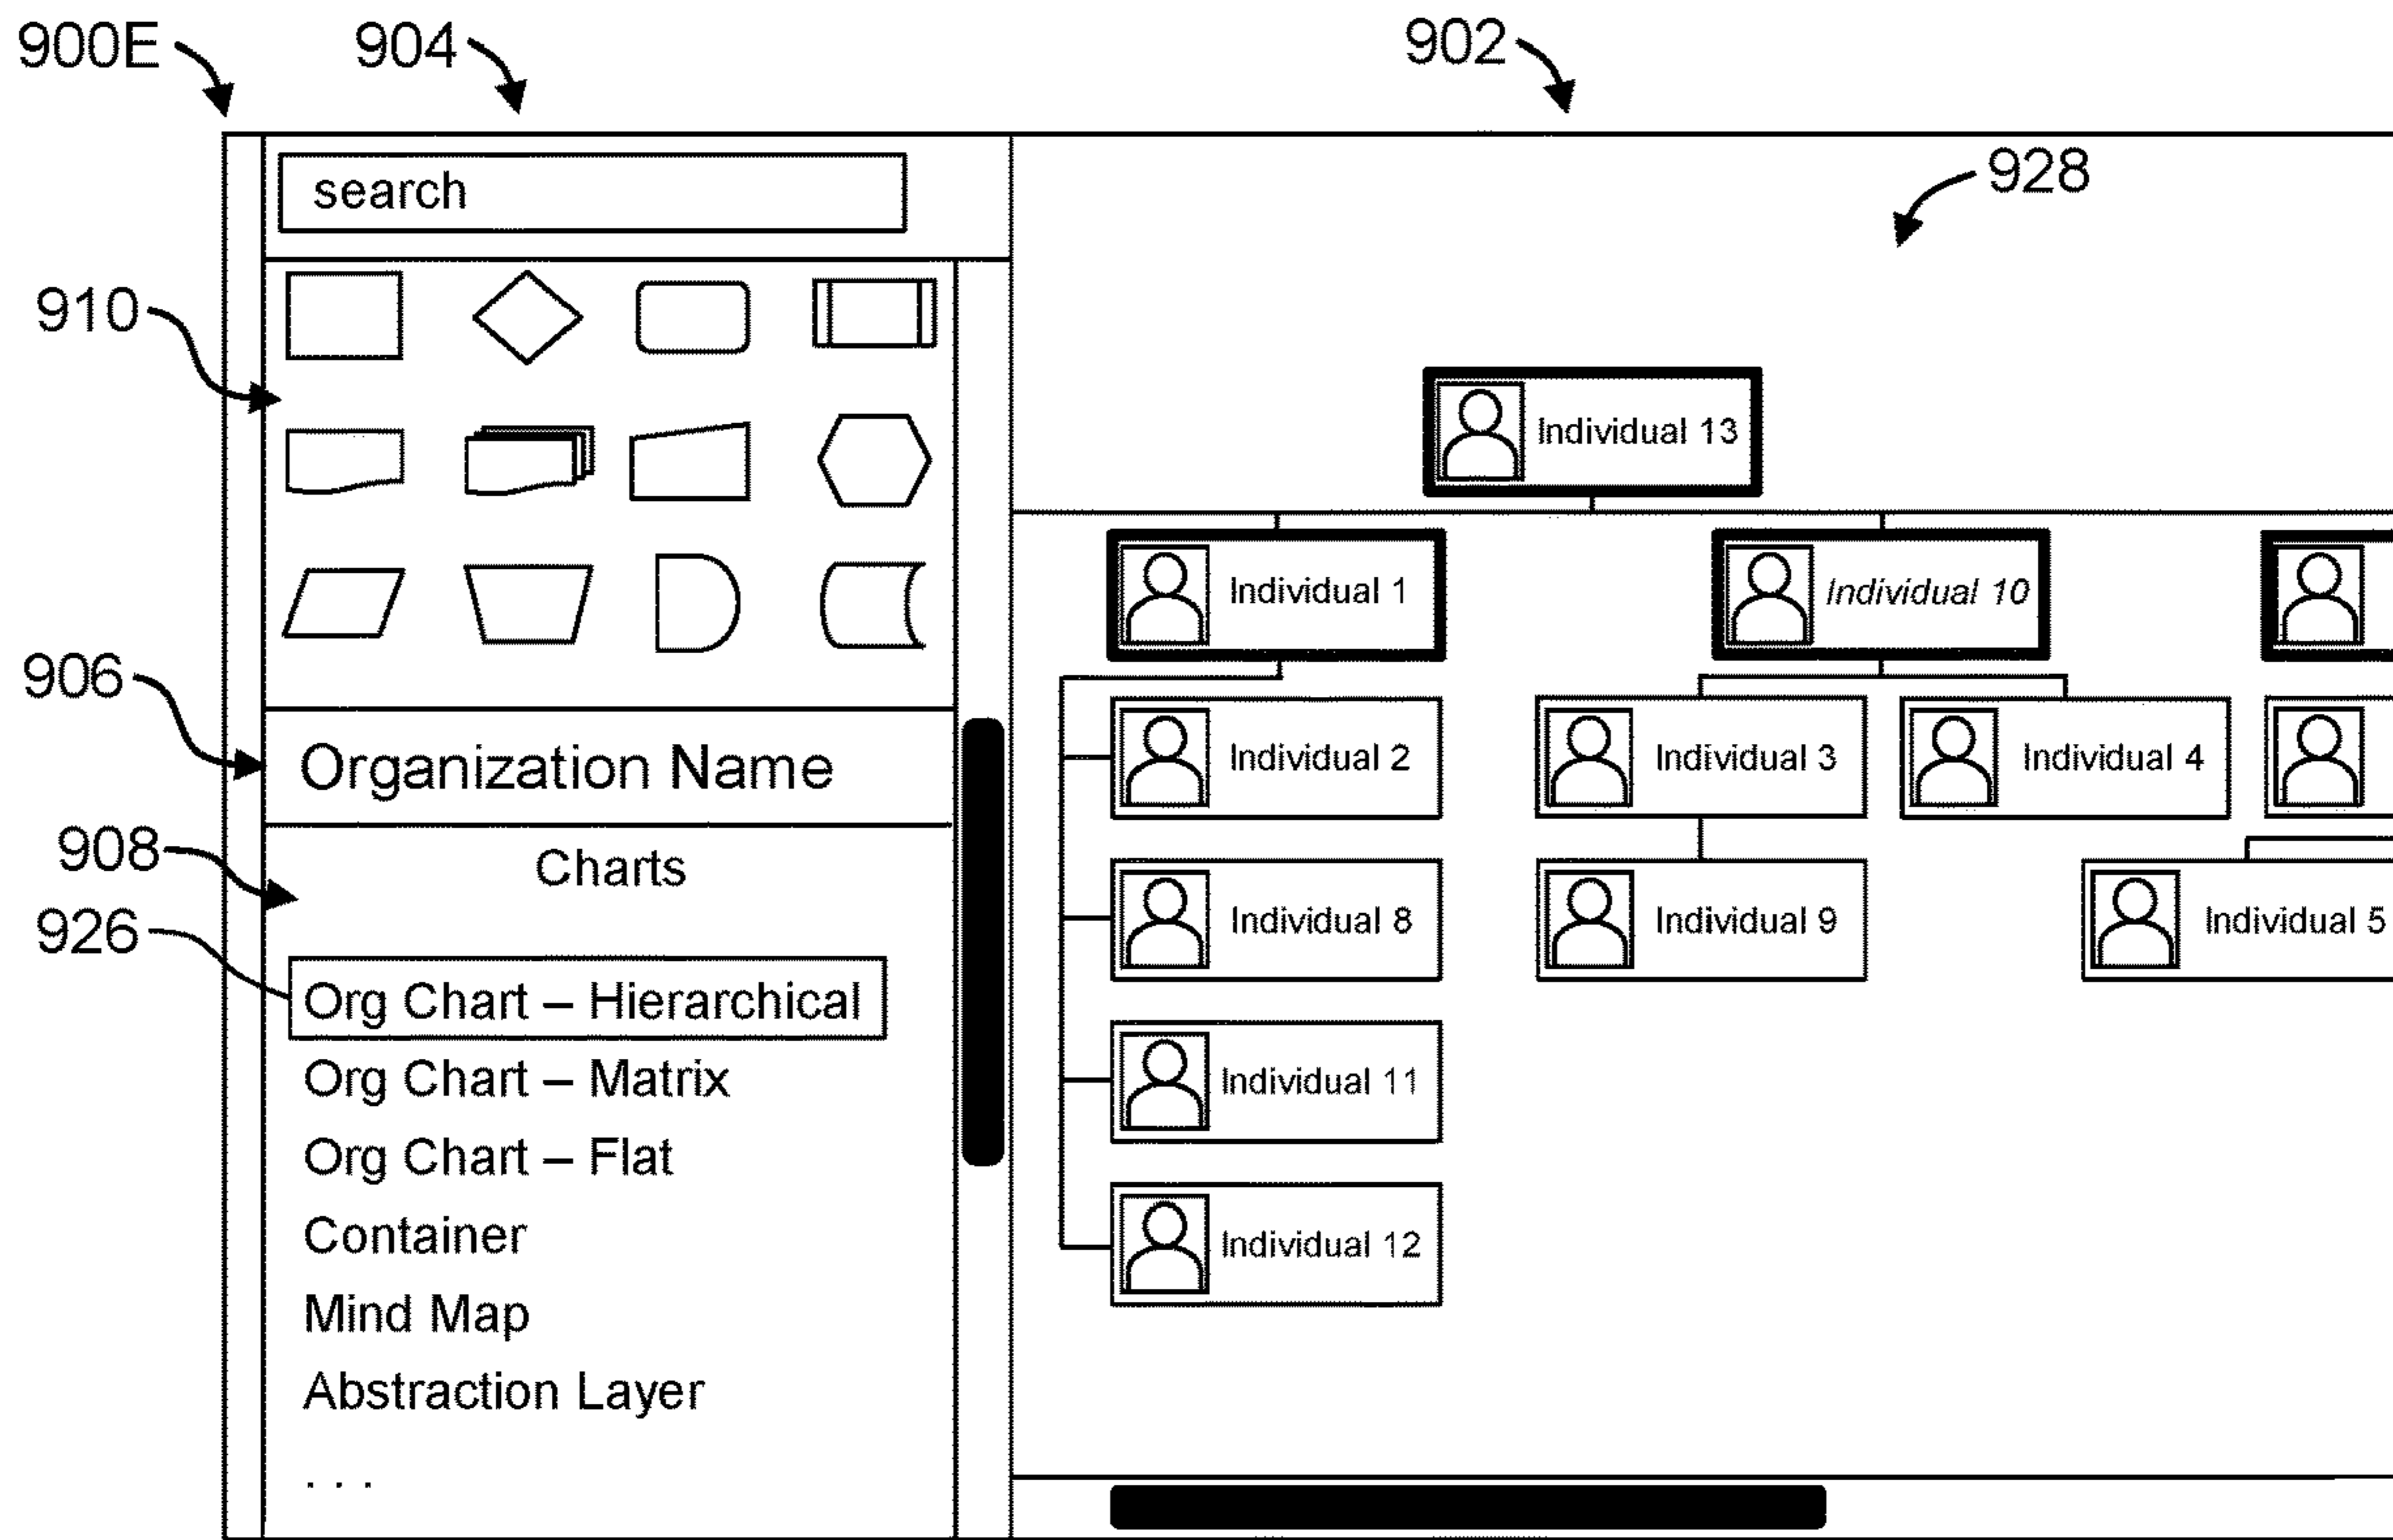 900E
904
902
search
928
910
Individual 13
Individual 1
Individual 10
906
Individual 2
Individual 3
Individual 4
Organization Name
908
Charts
Individual 8
Individual 9
Individual 5
926
Org Chart – Hierarchical
Org Chart – Matrix
Individual 11
Org Chart – Flat
Container
Individual 12
Mind Map
Abstraction Layer
. . .